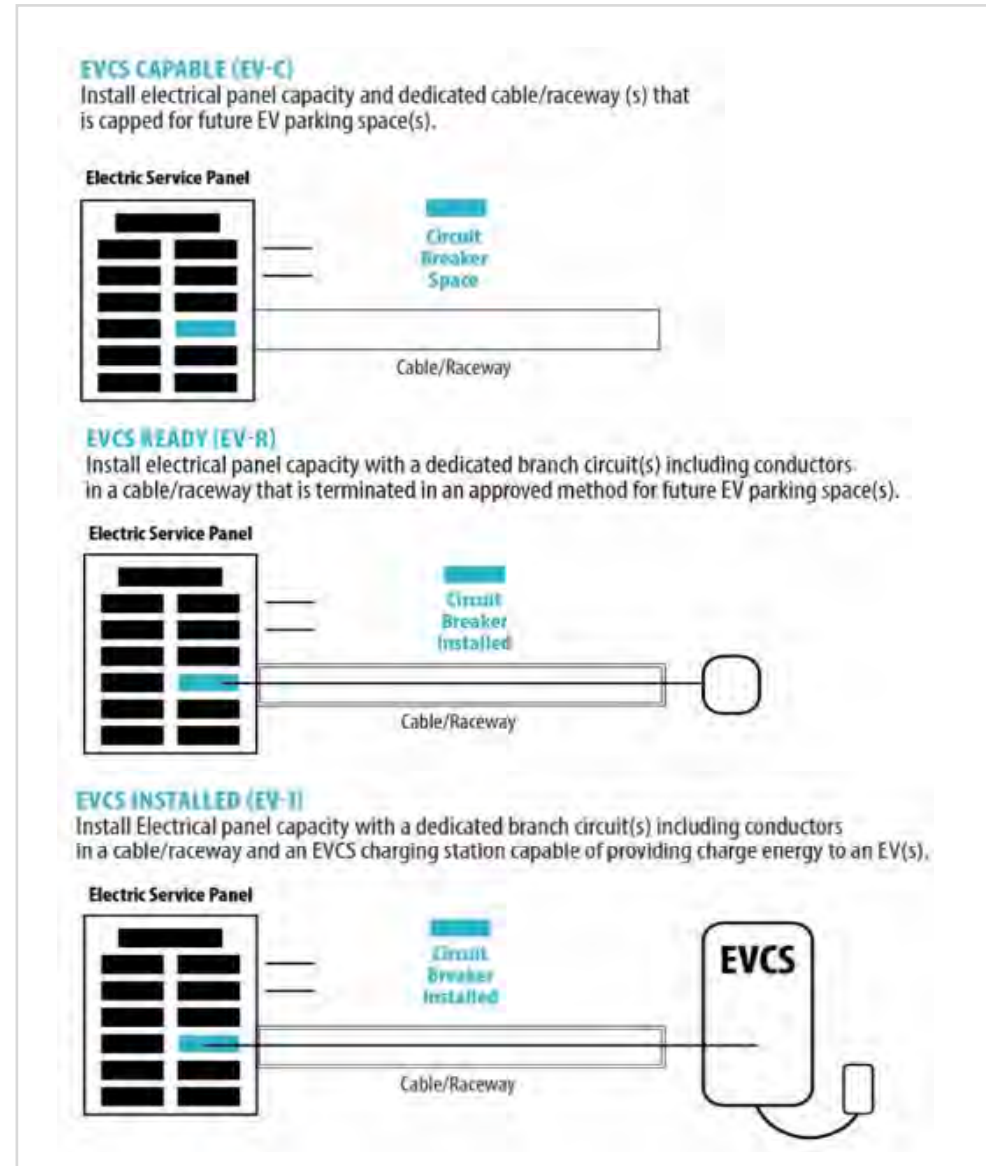 EVCS CAPABLE (EV-C)
Install electrical panel capacity and dedicated cable/raceway (s) that
is capped for future EV parking space(s).
Electric Service Panel
Circuit
Breaker
Space
Cable/Raceway
EVCS READY (EV-R)
Install electrical panel capacity with a dedicated branch circuit(s) including conductors
in a cable/raceway that is terminated in an approved method for future EV parking space(s).
Electric Service Panel
Circuit
Breaker
Installed
Cable/Raceway
EVCS INSTALLED (EV-I)
Install Electrical panel capacity with a dedicated branch circuit(s) including conductors
in a cable/raceway and an EVCS charging station capable of providing charge energy to an EV(s).
Electric Service Panel
Circuit
Breaker
Installed
EVCS
Cable/Raceway